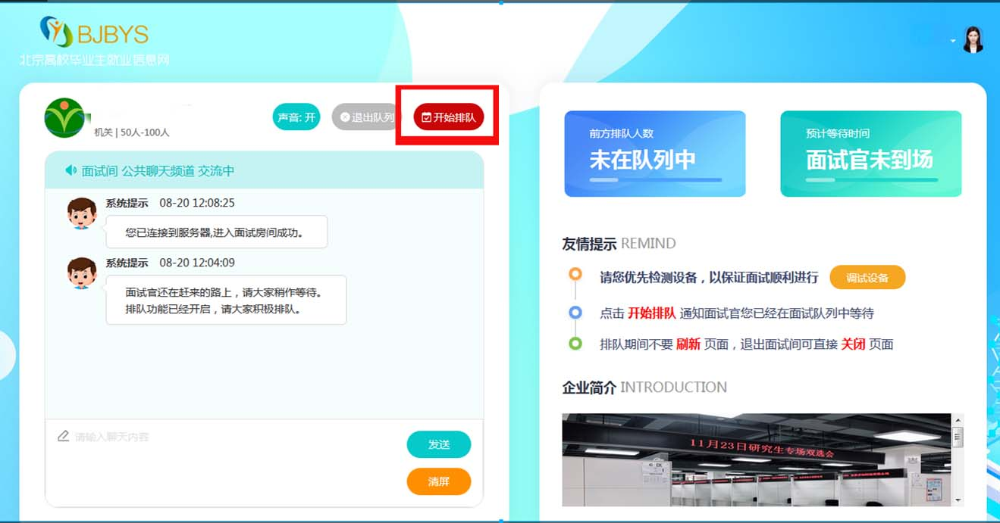 BJBYS
北京高校毕业生就业信息网
机关 | 50人-100人
声音: 开
退出队列
开始排队
面试间 公共聊天频道 交流中
系统提示 08-20 12:08:25
您已连接到服务器,进入面试房间成功。
系统提示 08-20 12:04:09
面试官还在赶来的路上，请大家稍作等待。
排队功能已经开启，请大家积极排队。
请输入聊天内容
发送
清屏
前方排队人数
未在队列中
预计等待时间
面试官未到场
友情提示 REMIND
请您优先检测设备，以保证面试顺利进行 调试设备
点击 开始排队 通知面试官您已经在面试队列中等待
排队期间不要 刷新 页面，退出面试间可直接 关闭 页面
企业简介 INTRODUCTION
11月23日研究生专场双选会